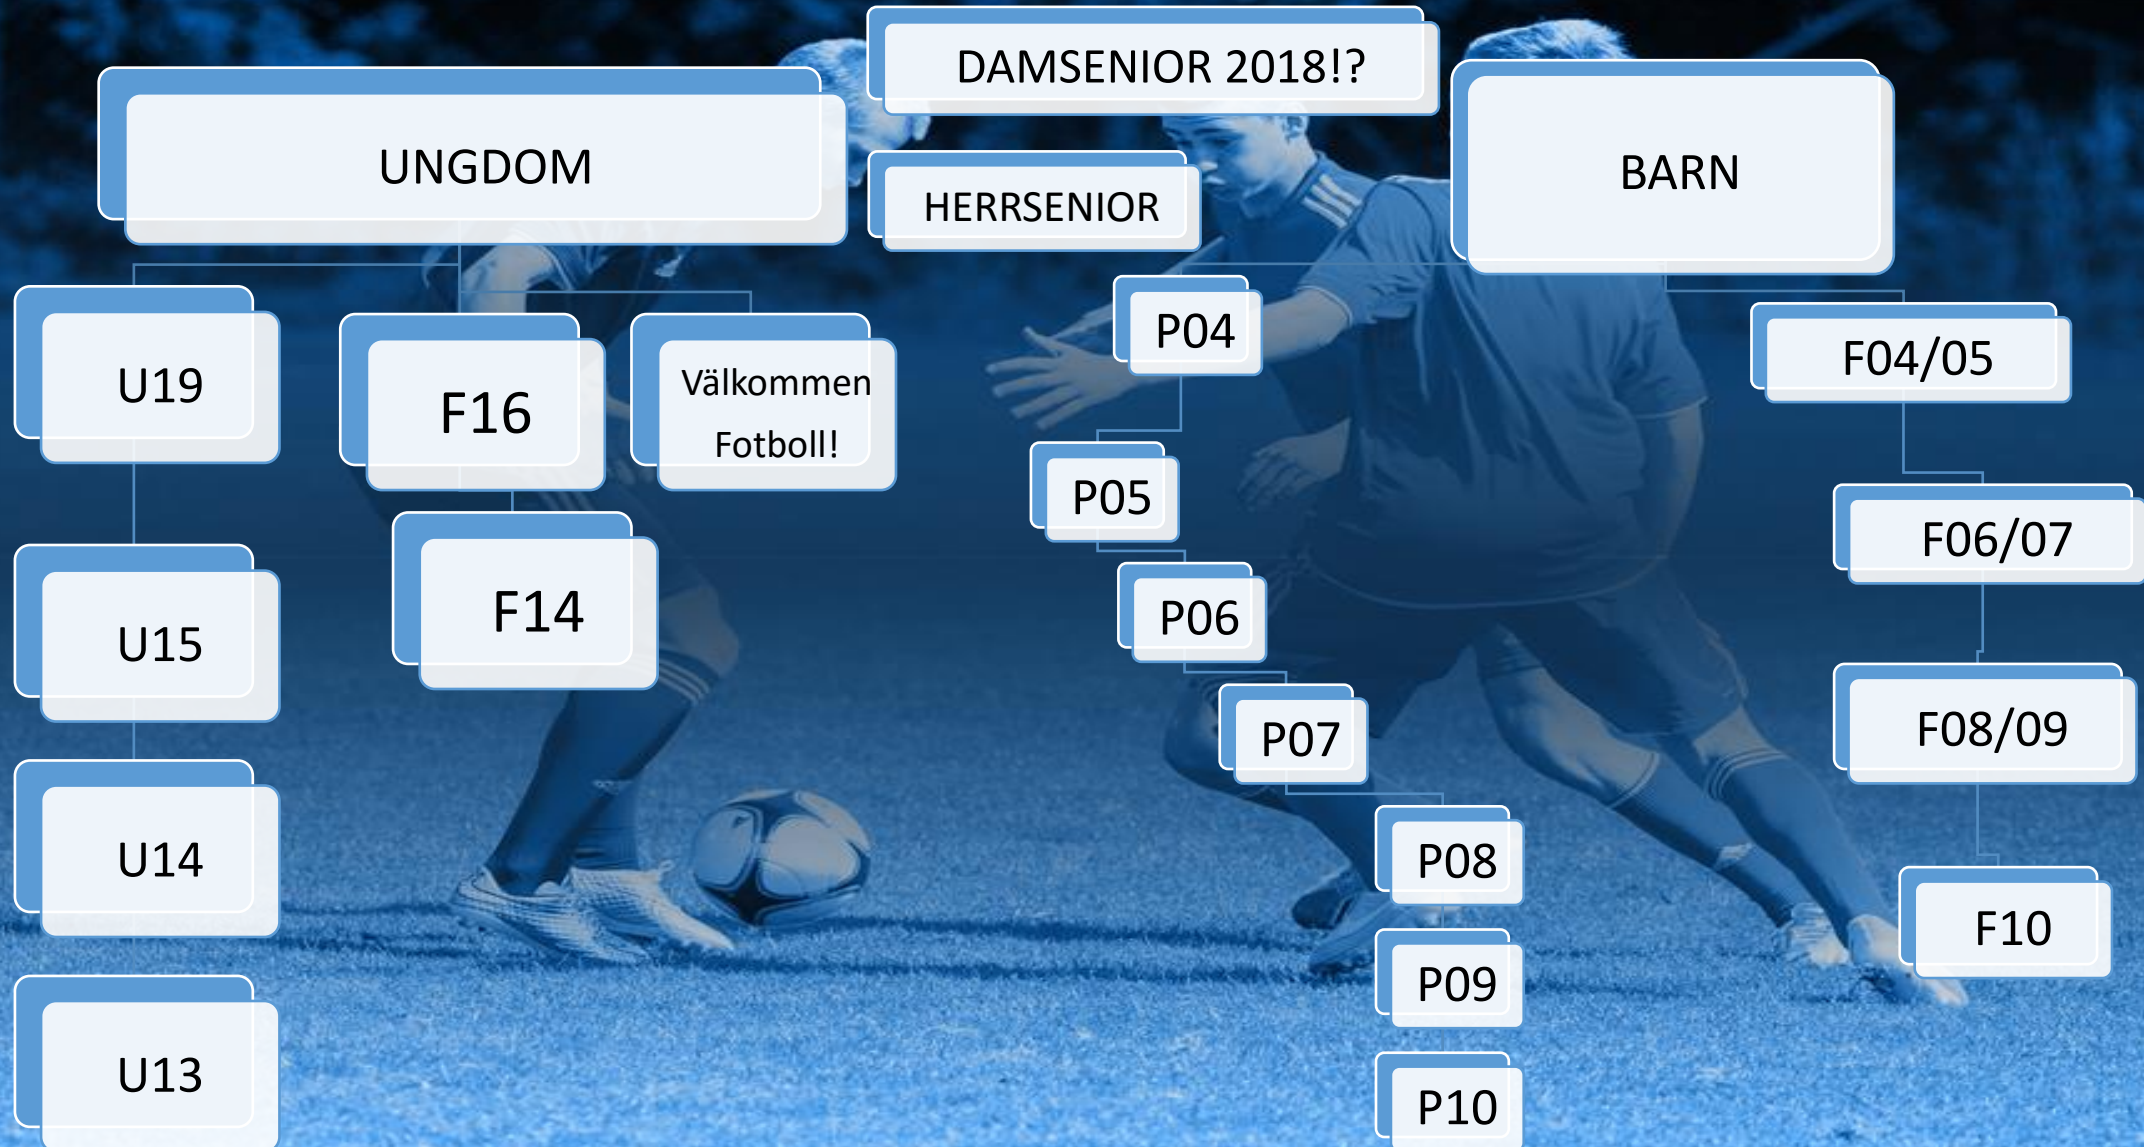 DAMSENIOR 2018!?
UNGDOM
HERRSENIOR
BARN
U19
F16
Välkommen
Fotboll!
U15
F14
U14
U13
P04
P05
P06
P07
P08
P09
P10
F04/05
F06/07
F08/09
F10